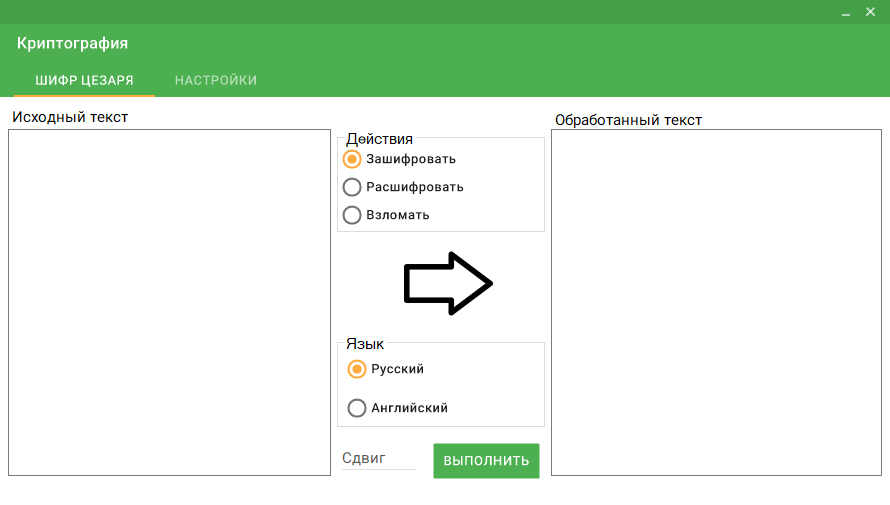 Криптография
ШИФР ЦЕЗАРЯ НАСТРОЙКИ
Исходный текст
Действия
Зашифровать
Расшифровать
Взломать
Язык
Русский
Английский
Сдвиг
ВЫПОЛНИТЬ
Обработанный текст